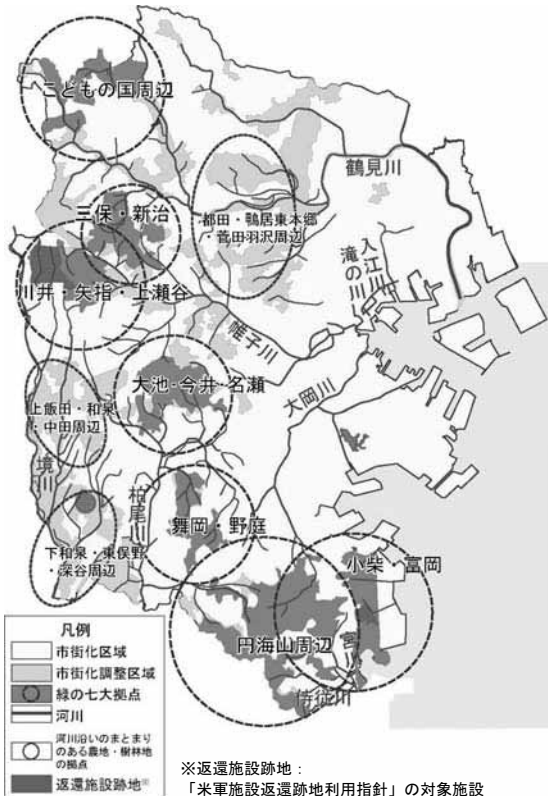 こどもの国周辺
鶴見川
三保・新治
都田・鴨居東本郷
・菅田羽沢周辺
入江川
滝の川
川井・矢指・上瀬谷
帷子川
大池・今井・名瀬
大岡川
上飯田・和泉
・中田周辺
境川
柏尾川
舞岡・野庭
下和泉・東俣野
・深谷周辺
小柴・富岡
円海山周辺
宮川
侍従川
凡例
市街化区域
市街化調整区域
緑の七大拠点
河川
河川沿いのまとまり
のある農地・樹林地
の拠点
返還施設跡地※
※返還施設跡地:
「米軍施設返還跡地利用指針」の対象施設